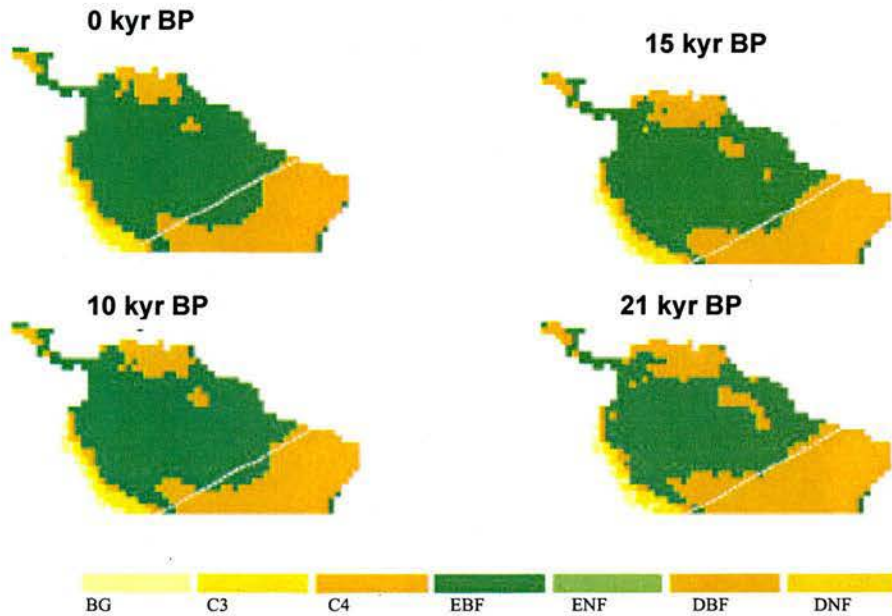 0 kyr BP
15 kyr BP
10 kyr BP
21 kyr BP
BG C3 C4 EBF ENF DBF DNF